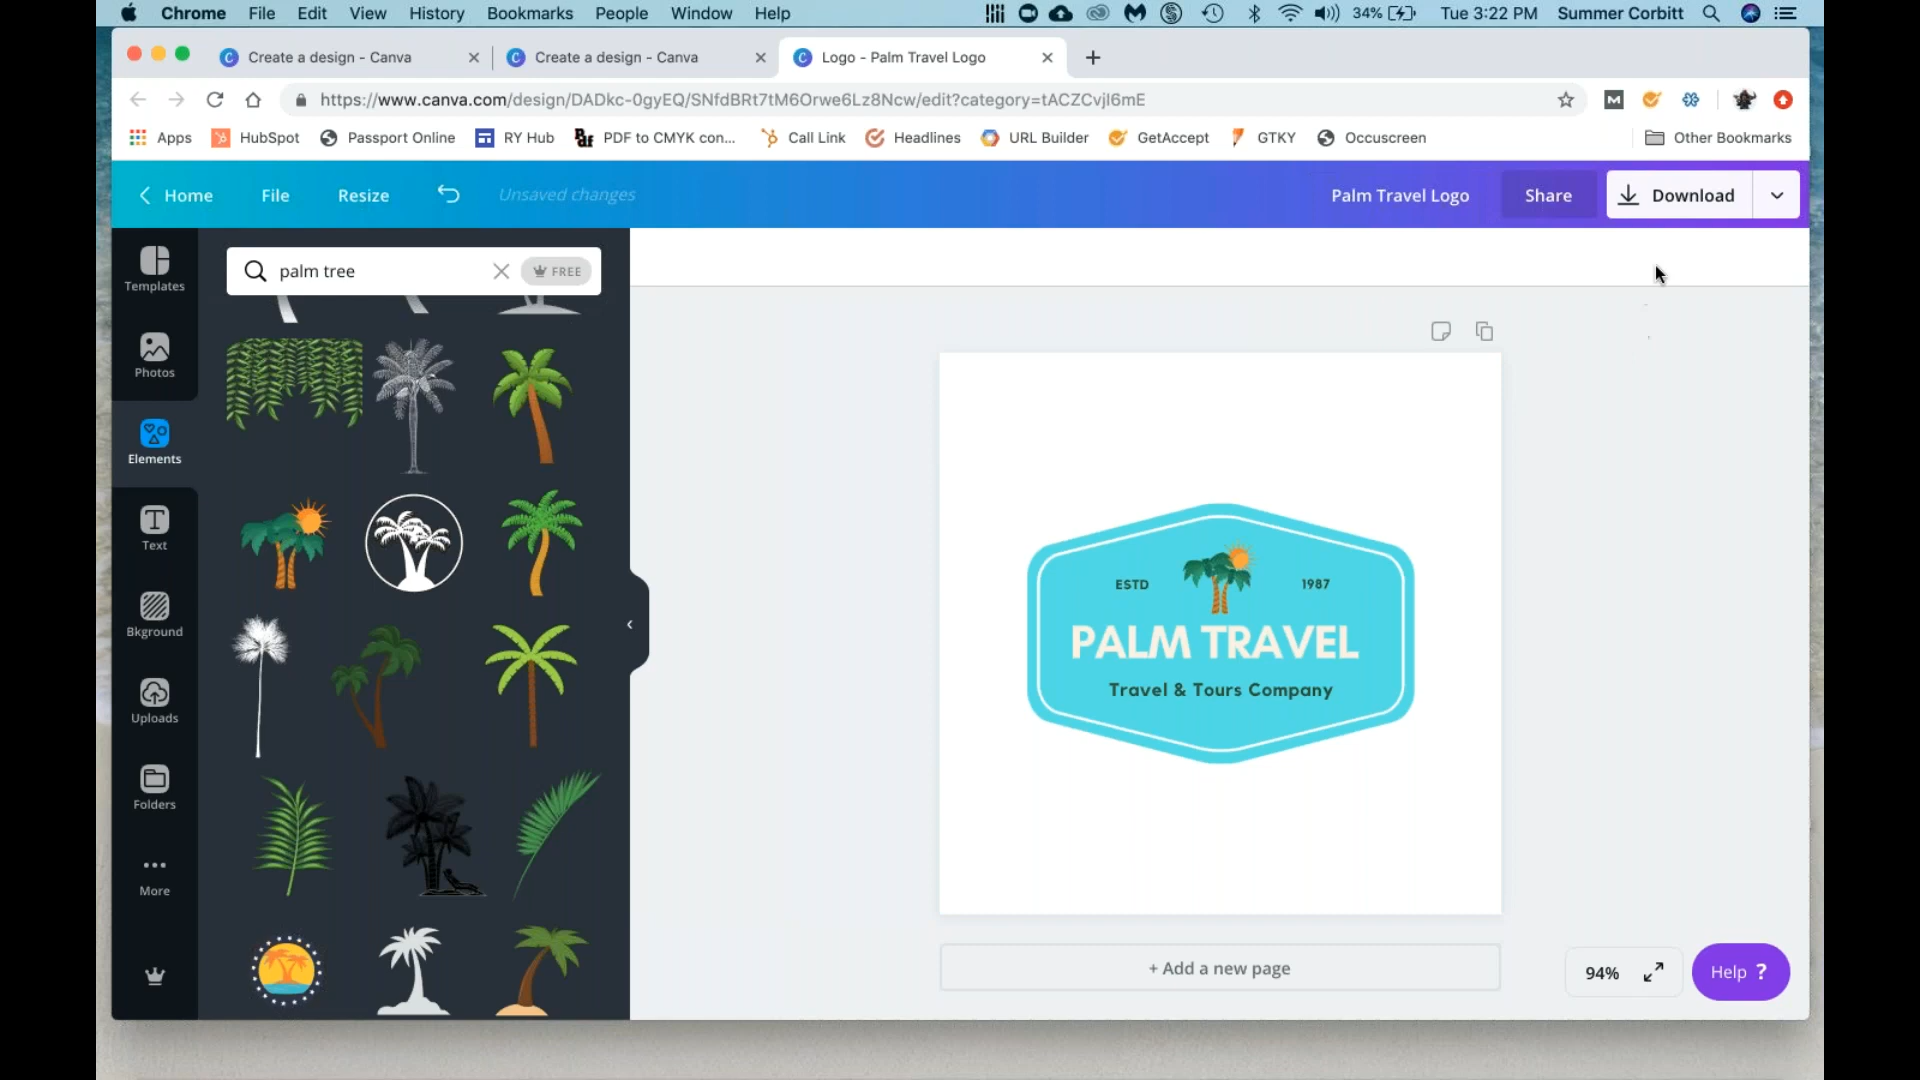 Chrome File Edit View History Bookmarks People Window Help 34% Tue 3:22 PM Summer Corbitt
Create a design - Canva Create a design - Canva Logo - Palm Travel Logo
https://www.canva.com/design/DADkc-0gyEQ/SNfdBRt7tM6Orwe6Lz8Ncw/edit?category=tACZCvjI6mE
Apps HubSpot Passport Online RY Hub PDF to CMYK con... Call Link Headlines URL Builder GetAccept GTKY Occuscreen Other Bookmarks
Home File Resize Unsaved changes Palm Travel Logo Share Download
palm tree FREE
Templates
Photos
Elements
Text
Bkground
Uploads
Folders
More
ESTD 1987
PALM TRAVEL
Travel & Tours Company
+ Add a new page
94% Help ?